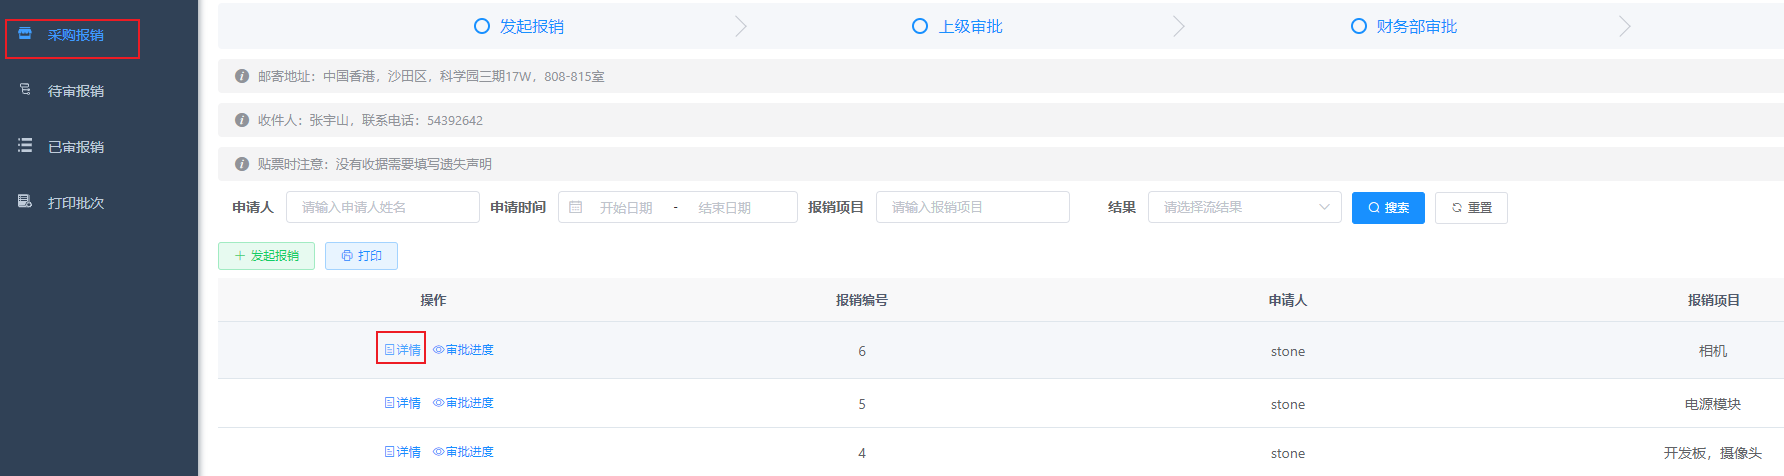 采购报销
待审报销
已审报销
打印批次
发起报销 上级审批 财务部审批
邮寄地址：中国香港，沙田区，科学园三期17W，808-815室
收件人：张宇山，联系电话：54392642
贴票时注意：没有收据需要填写遗失声明
申请人 请输入申请人姓名 申请时间 开始日期 - 结束日期 报销项目 请输入报销项目 结果 请选择流结果 搜索 重置
发起报销 打印
操作 报销编号 申请人 报销项目
详情 审批进度 6 stone 相机
详情 审批进度 5 stone 电源模块
详情 审批进度 4 stone 开发板，摄像头